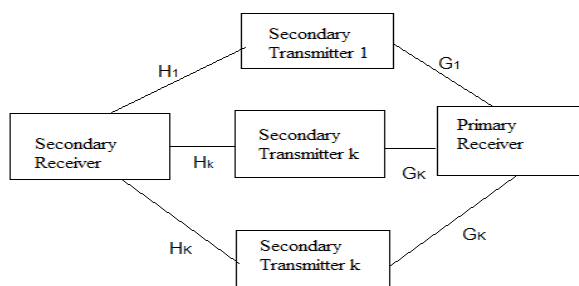 Secondary
Transmitter 1
H1
G1
Secondary
Receiver
Hk
Secondary
Transmitter k
GK
Primary
Receiver
HK
Secondary
Transmitter k
GK